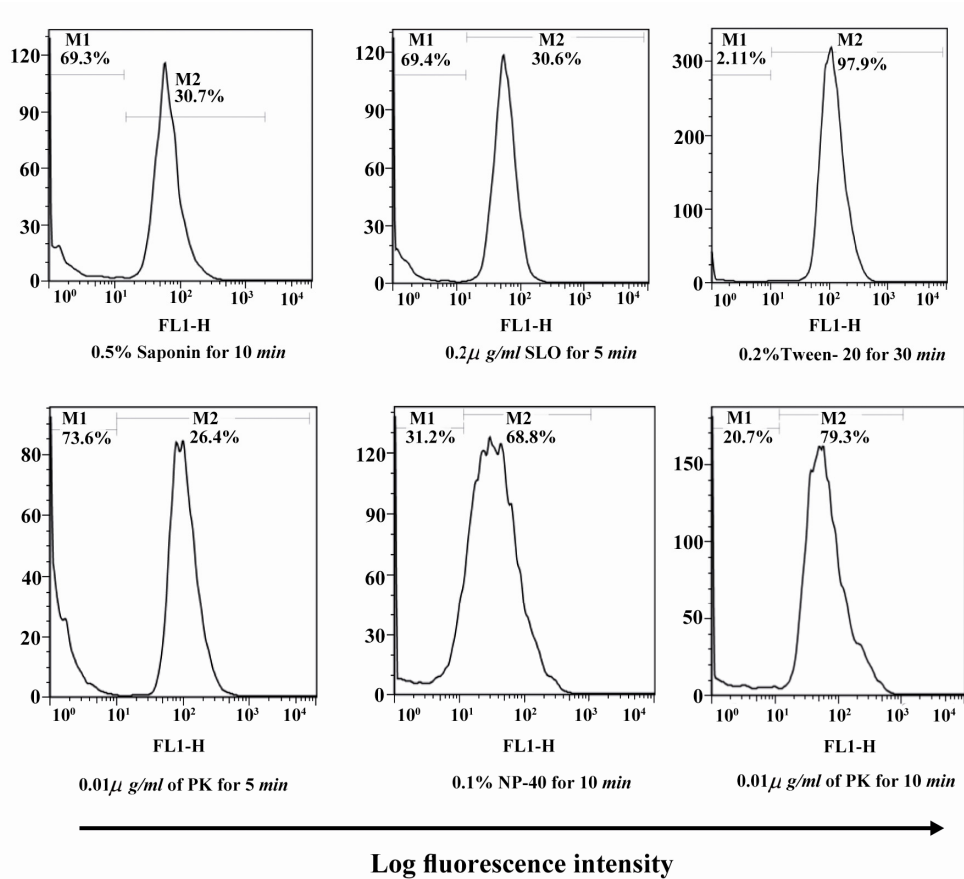 M1
69.3%
M2
30.7%
120
90
60
30
0
10⁰ 10¹ 10² 10³ 10⁴
FL1-H
0.5% Saponin for 10 min
M1
69.4%
M2
30.6%
120
90
60
30
0
10⁰ 10¹ 10² 10³ 10⁴
FL1-H
0.2μ g/ml SLO for 5 min
M1
2.11%
M2
97.9%
300
200
100
0
10⁰ 10¹ 10² 10³ 10⁴
FL1-H
0.2%Tween- 20 for 30 min
M1
73.6%
M2
26.4%
80
60
40
20
0
10⁰ 10¹ 10² 10³ 10⁴
FL1-H
0.01μ g/ml of PK for 5 min
M1
31.2%
M2
68.8%
120
90
60
30
0
10⁰ 10¹ 10² 10³ 10⁴
FL1-H
0.1% NP-40 for 10 min
M1
20.7%
M2
79.3%
150
100
50
0
10⁰ 10¹ 10² 10³ 10⁴
FL1-H
0.01μ g/ml of PK for 10 min
Log fluorescence intensity